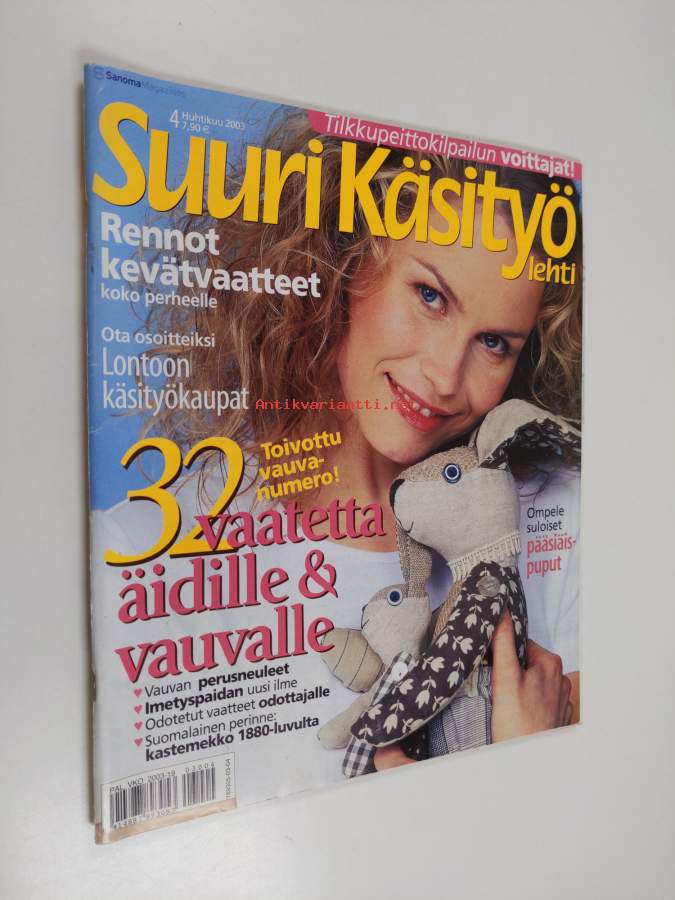 Sanoma Magazines
4 Huhtikuu 2003
7,90 €
Tilkkupeittokilpailun voittajat!
Suuri Käsityö
lehti
Rennot
kevätvaatteet
koko perheelle
Ota osoitteiksi
Lontoon
käsityökaupat
Antikvariaatti.net
32
Toivottu
vauva-
numero!
vaatetta
äidille &
vauvalle
Ompele
suloiset
pääsiäis-
puput
♥ Vauvan perusneuleet
♥ Imetyspaidan uusi ilme
♥ Odotetut vaatteet odottajalle
♥ Suomalainen perinne:
kastemekko 1880-luvulta
PAL. VKO 2003-19
03004